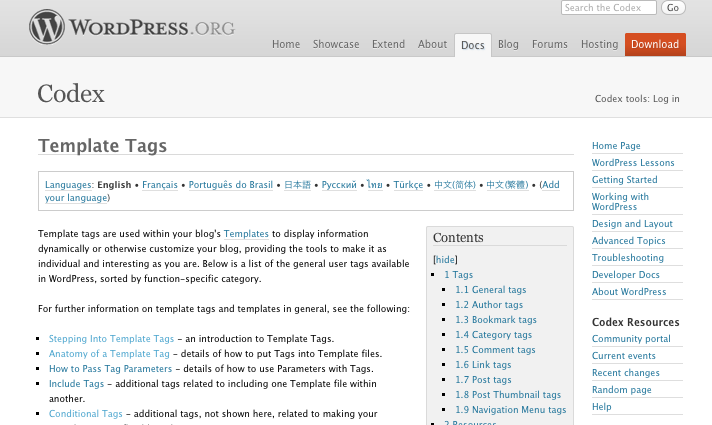 Search the Codex
Go
WORDPRESS.ORG
Home Showcase Extend About Docs Blog Forums Hosting Download
Codex
Codex tools: Log in
Template Tags
Languages: English • Français • Português do Brasil • 日本語 • Русский • ไทย • Türkçe • 中文(简体) • 中文(繁體) • (Add
your language)
Template tags are used within your blog's Templates to display information
dynamically or otherwise customize your blog, providing the tools to make it as
individual and interesting as you are. Below is a list of the general user tags available
in WordPress, sorted by function-specific category.
For further information on template tags and templates in general, see the following:
Stepping Into Template Tags – an introduction to Template Tags.
Anatomy of a Template Tag – details of how to put Tags into Template files.
How to Pass Tag Parameters – details of how to use Parameters with Tags.
Include Tags – additional tags related to including one Template file within
another.
Conditional Tags – additional tags, not shown here, related to making your
Contents
[hide]
1 Tags
1.1 General tags
1.2 Author tags
1.3 Bookmark tags
1.4 Category tags
1.5 Comment tags
1.6 Link tags
1.7 Post tags
1.8 Post Thumbnail tags
1.9 Navigation Menu tags
2 Resources
Home Page
WordPress Lessons
Getting Started
Working with
WordPress
Design and Layout
Advanced Topics
Troubleshooting
Developer Docs
About WordPress
Codex Resources
Community portal
Current events
Recent changes
Random page
Help